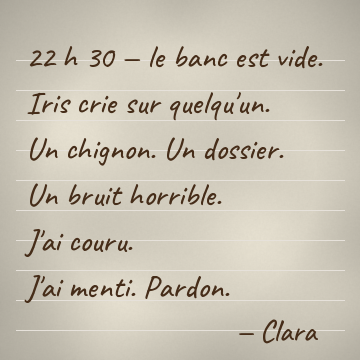 22 h 30 — le banc est vide.
Iris crie sur quelqu'un.
Un chignon. Un dossier.
Un bruit horrible.
J'ai couru.
J'ai menti. Pardon.
— Clara